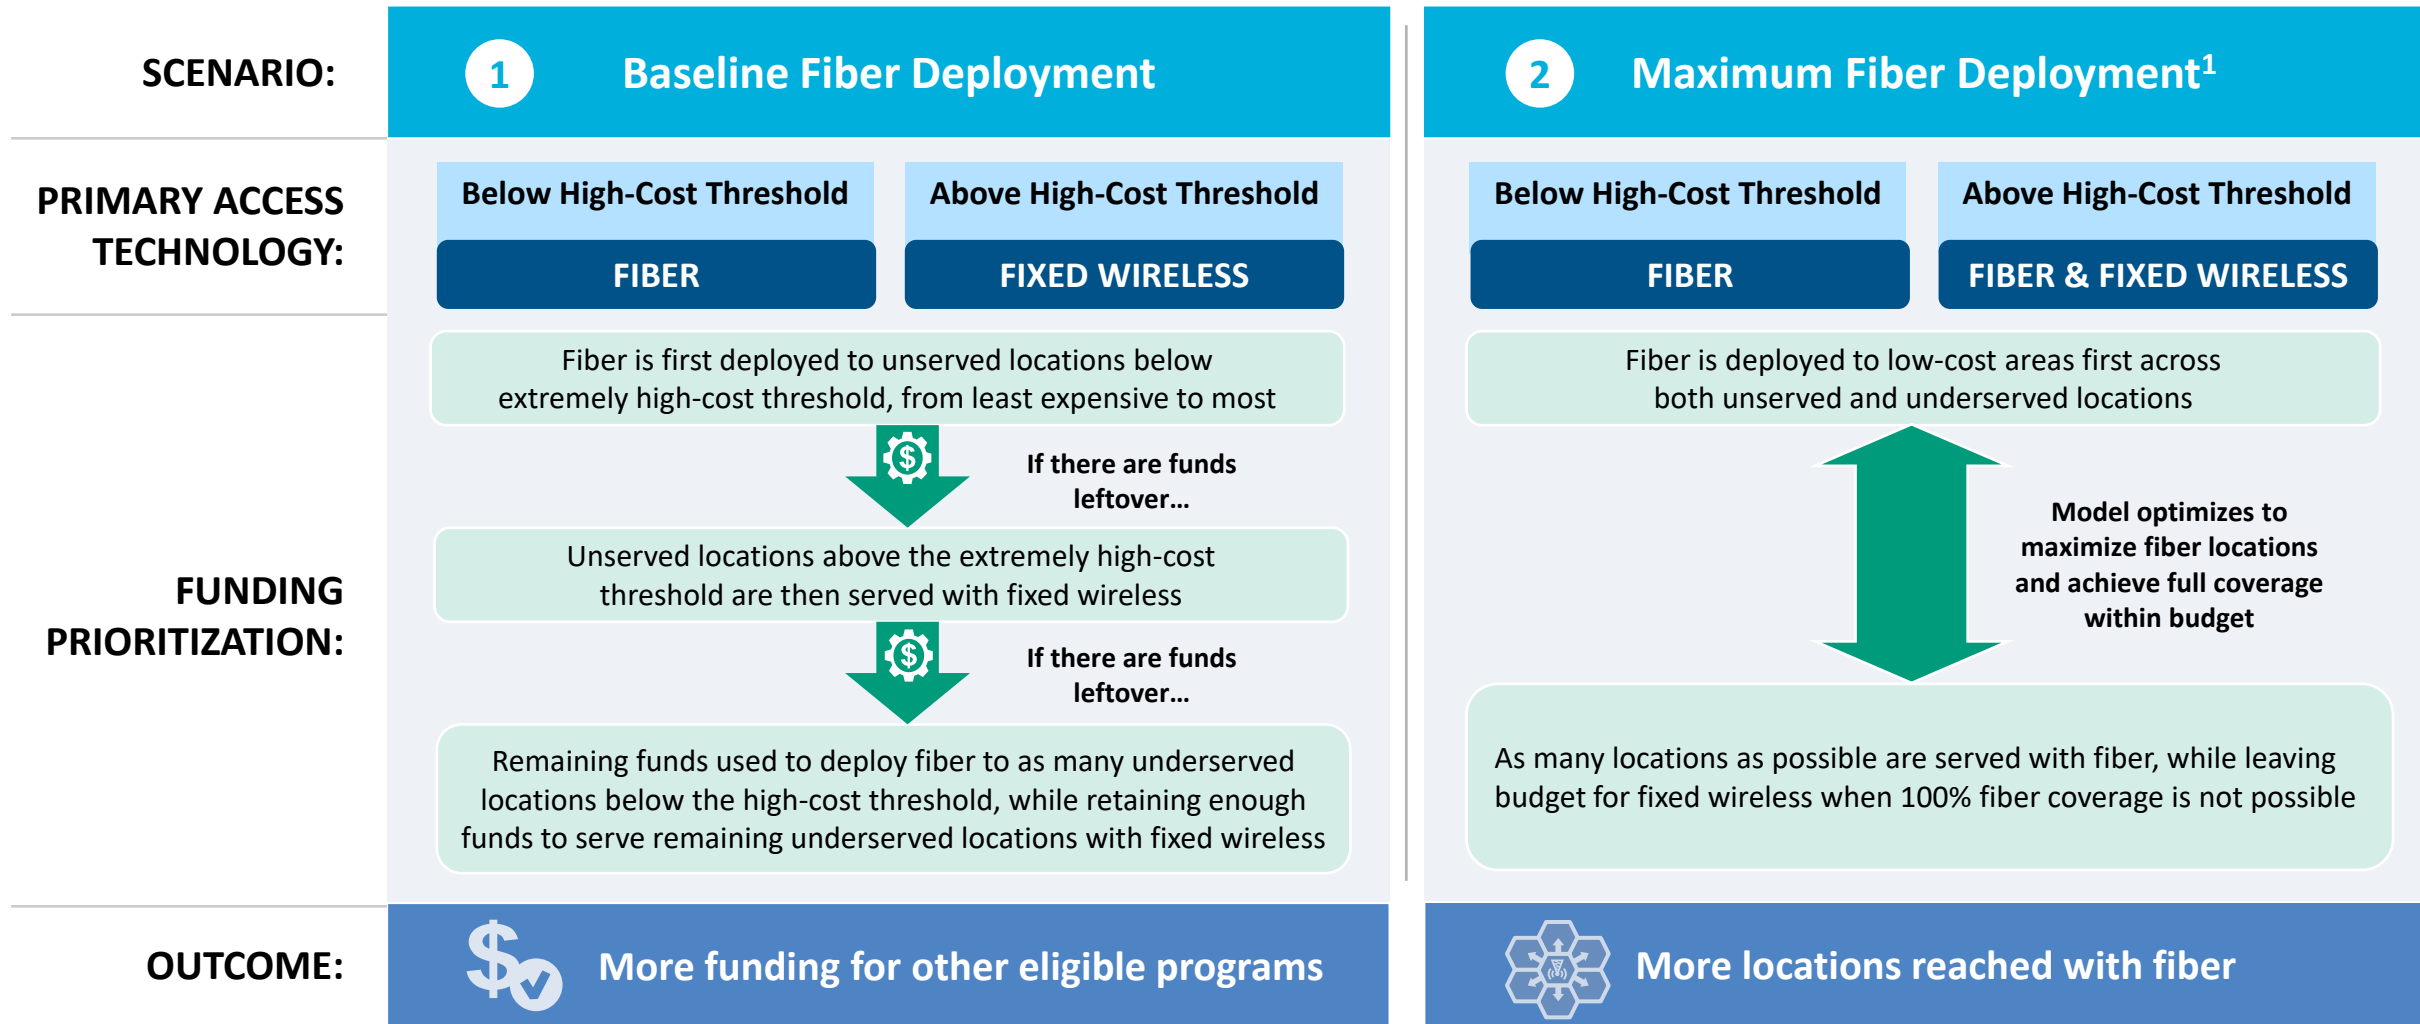 SCENARIO:
1
Baseline Fiber Deployment
2
Maximum Fiber Deployment¹
PRIMARY ACCESS
TECHNOLOGY:
Below High-Cost Threshold
FIBER
Above High-Cost Threshold
FIXED WIRELESS
Below High-Cost Threshold
FIBER
Above High-Cost Threshold
FIBER & FIXED WIRELESS
FUNDING
PRIORITIZATION:
Fiber is first deployed to unserved locations below
extremely high-cost threshold, from least expensive to most
$
If there are funds
leftover…
Unserved locations above the extremely high-cost
threshold are then served with fixed wireless
$
If there are funds
leftover…
Remaining funds used to deploy fiber to as many underserved
locations below the high-cost threshold, while retaining enough
funds to serve remaining underserved locations with fixed wireless
Fiber is deployed to low-cost areas first across
both unserved and underserved locations
Model optimizes to
maximize fiber locations
and achieve full coverage
within budget
As many locations as possible are served with fiber, while leaving
budget for fixed wireless when 100% fiber coverage is not possible
OUTCOME:
$
More funding for other eligible programs
More locations reached with fiber